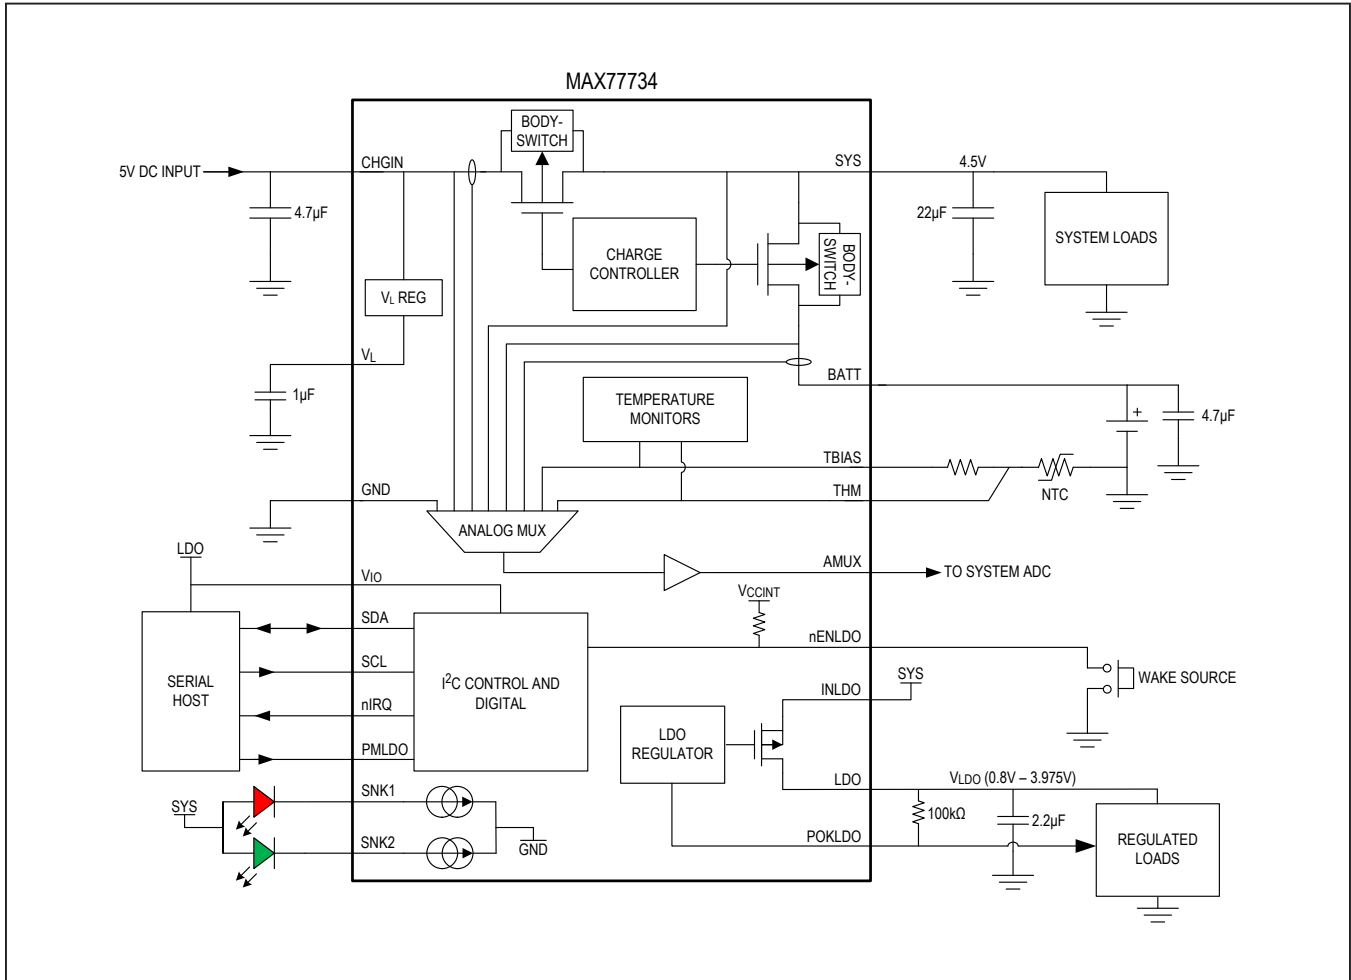 MAX77734
BODY-
SWITCH
5V DC INPUT
CHGIN
SYS
4.5V
4.7µF
22µF
SYSTEM LOADS
CHARGE
CONTROLLER
BODY-
SWITCH
VL REG
VL
1µF
BATT
TEMPERATURE
MONITORS
+
4.7µF
TBIAS
NTC
GND
THM
ANALOG MUX
LDO
AMUX
TO SYSTEM ADC
VIO
VCCINT
SDA
nENLDO
SCL
SERIAL
HOST
I2C CONTROL AND
DIGITAL
WAKE SOURCE
SYS
INLDO
nIRQ
LDO
REGULATOR
PMLDO
LDO
VLDO (0.8V – 3.975V)
SNK1
SYS
100kΩ
2.2µF
POKLDO
REGULATED
LOADS
SNK2
GND